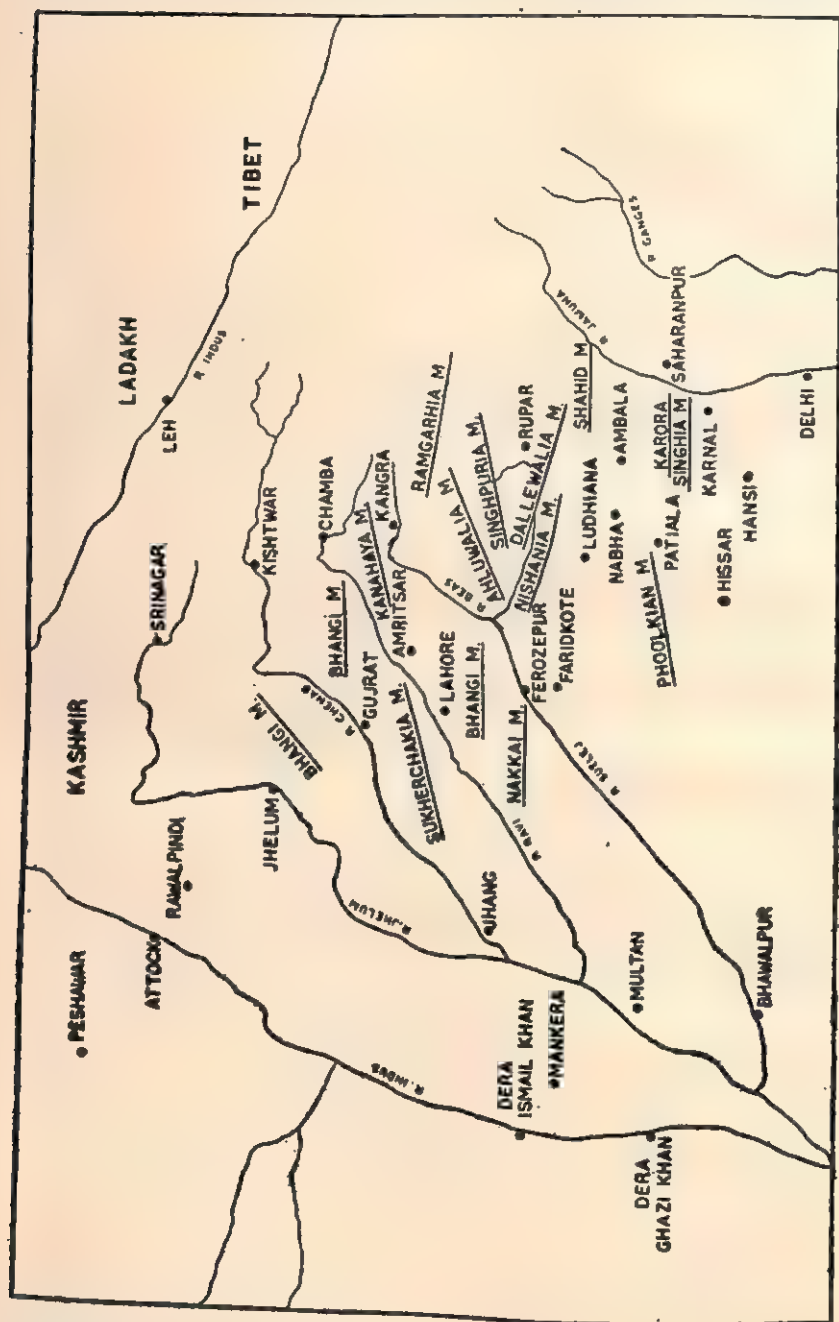 KASHMIR
LADAKH
● PESHAWAR
SRINAGAR
LEH
ATTOCK
RAWALPINDI
R INDUS
TIBET
KISHTWAR
JHELUM
BHANGI M.
R. INDUS
R. JHELUM
R. CHENAB
BHANGI M.
CHAMBA
GUJRAT
KANAHAYA M.
KANGRA
SUKHERCHAKIA M.
AMRITSAR
RAMGARHIA M
LAHORE
AHLUWALIA M
R BEAS
BHANGI M.
SINGHPURIA M.
JHANG
R RAVI
DALLEWALIA M.
RUPAR
NAKKAI M.
FEROZEPUR
NISHANIA M.
DERA
ISMAIL KHAN
MANKERA
FARIDKOTE
LUDHIANA
SHAHID M
R JAMUNA
R SUTLEJ
NABHA
AMBALA
MULTAN
PHOOLKIAN M
PATIALA
KARORA
SINGHIA M
SAHARANPUR
R GANGES
DERA
GHAZI KHAN
HISSAR
HANSI
KARNAL
BHAWALPUR
DELHI